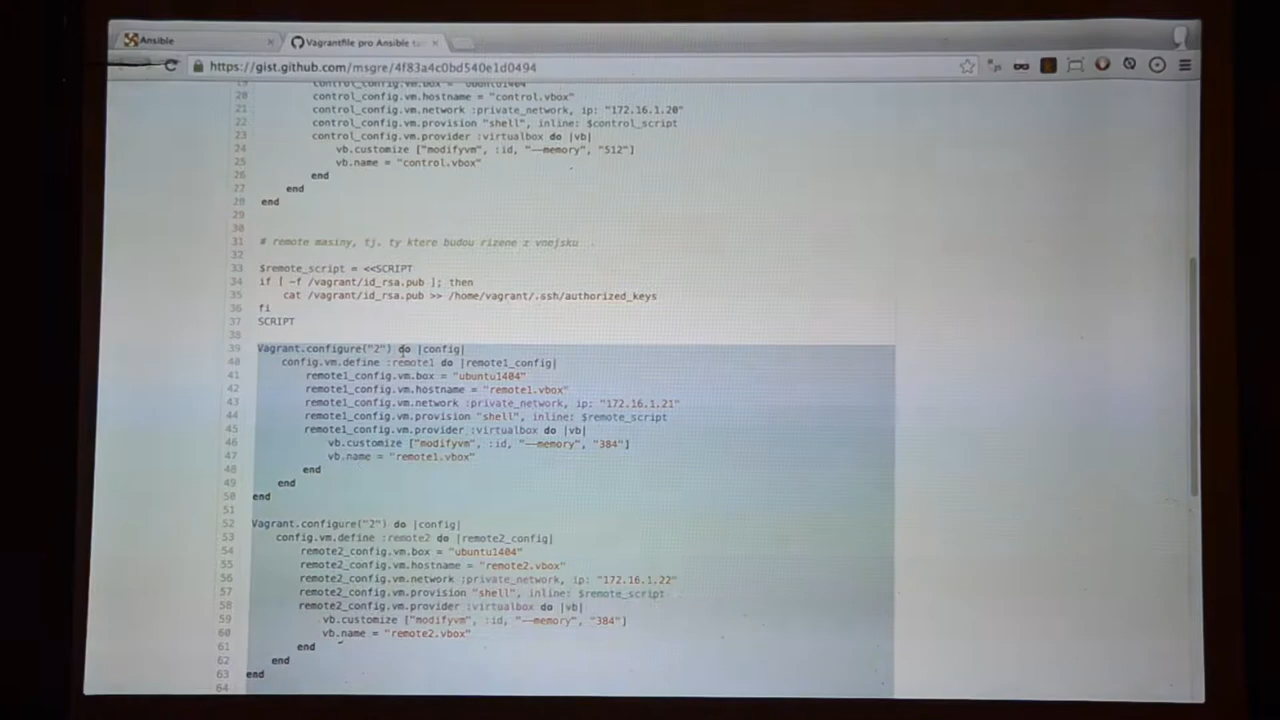 Ansible
Vagrantfile pro Ansible
https://gist.github.com/msgre/4f83a4c0bd540e1d0494
19 control_config.vm.box = "ubuntu1404"
20 control_config.vm.hostname = "control.vbox"
21 control_config.vm.network :private_network, ip: "172.16.1.20"
22 control_config.vm.provision "shell", inline: $control_script
23 control_config.vm.provider :virtualbox do |vb|
24 vb.customize ["modifyvm", :id, "--memory", "512"]
25 vb.name = "control.vbox"
26 end
27 end
28 end
29
30
31 # remote masiny, tj. ty ktere budou rizene z vnejsku
32
33 $remote_script = <<SCRIPT
34 if [ -f /vagrant/id_rsa.pub ]; then
35 cat /vagrant/id_rsa.pub >> /home/vagrant/.ssh/authorized_keys
36 fi
37 SCRIPT
38
39 Vagrant.configure("2") do |config|
40 config.vm.define :remote1 do |remote1_config|
41 remote1_config.vm.box = "ubuntu1404"
42 remote1_config.vm.hostname = "remote1.vbox"
43 remote1_config.vm.network :private_network, ip: "172.16.1.21"
44 remote1_config.vm.provision "shell", inline: $remote_script
45 remote1_config.vm.provider :virtualbox do |vb|
46 vb.customize ["modifyvm", :id, "--memory", "384"]
47 vb.name = "remote1.vbox"
48 end
49 end
50 end
51
52 Vagrant.configure("2") do |config|
53 config.vm.define :remote2 do |remote2_config|
54 remote2_config.vm.box = "ubuntu1404"
55 remote2_config.vm.hostname = "remote2.vbox"
56 remote2_config.vm.network :private_network, ip: "172.16.1.22"
57 remote2_config.vm.provision "shell", inline: $remote_script
58 remote2_config.vm.provider :virtualbox do |vb|
59 vb.customize ["modifyvm", :id, "--memory", "384"]
60 vb.name = "remote2.vbox"
61 end
62 end
63 end
64